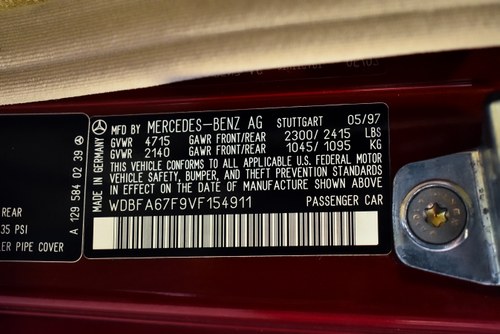 MFD BY MERCEDES-BENZ AG STUTTGART 05/97
GVWR 4715 GAWR FRONT/REAR 2300/ 2415 LBS
GVWR 2140 GAWR FRONT/REAR 1045/ 1095 KG
THIS VEHICLE CONFORMS TO ALL APPLICABLE U.S. FEDERAL MOTOR
VEHICLE SAFETY, BUMPER, AND THEFT PREVENTION STANDARDS
IN EFFECT ON THE DATE OF MANUFACTURE SHOWN ABOVE
WDBFA67F9VF154911 PASSENGER CAR
MADE IN GERMANY
A 129 584 02 39
REAR
35 PSI
ER PIPE COVER